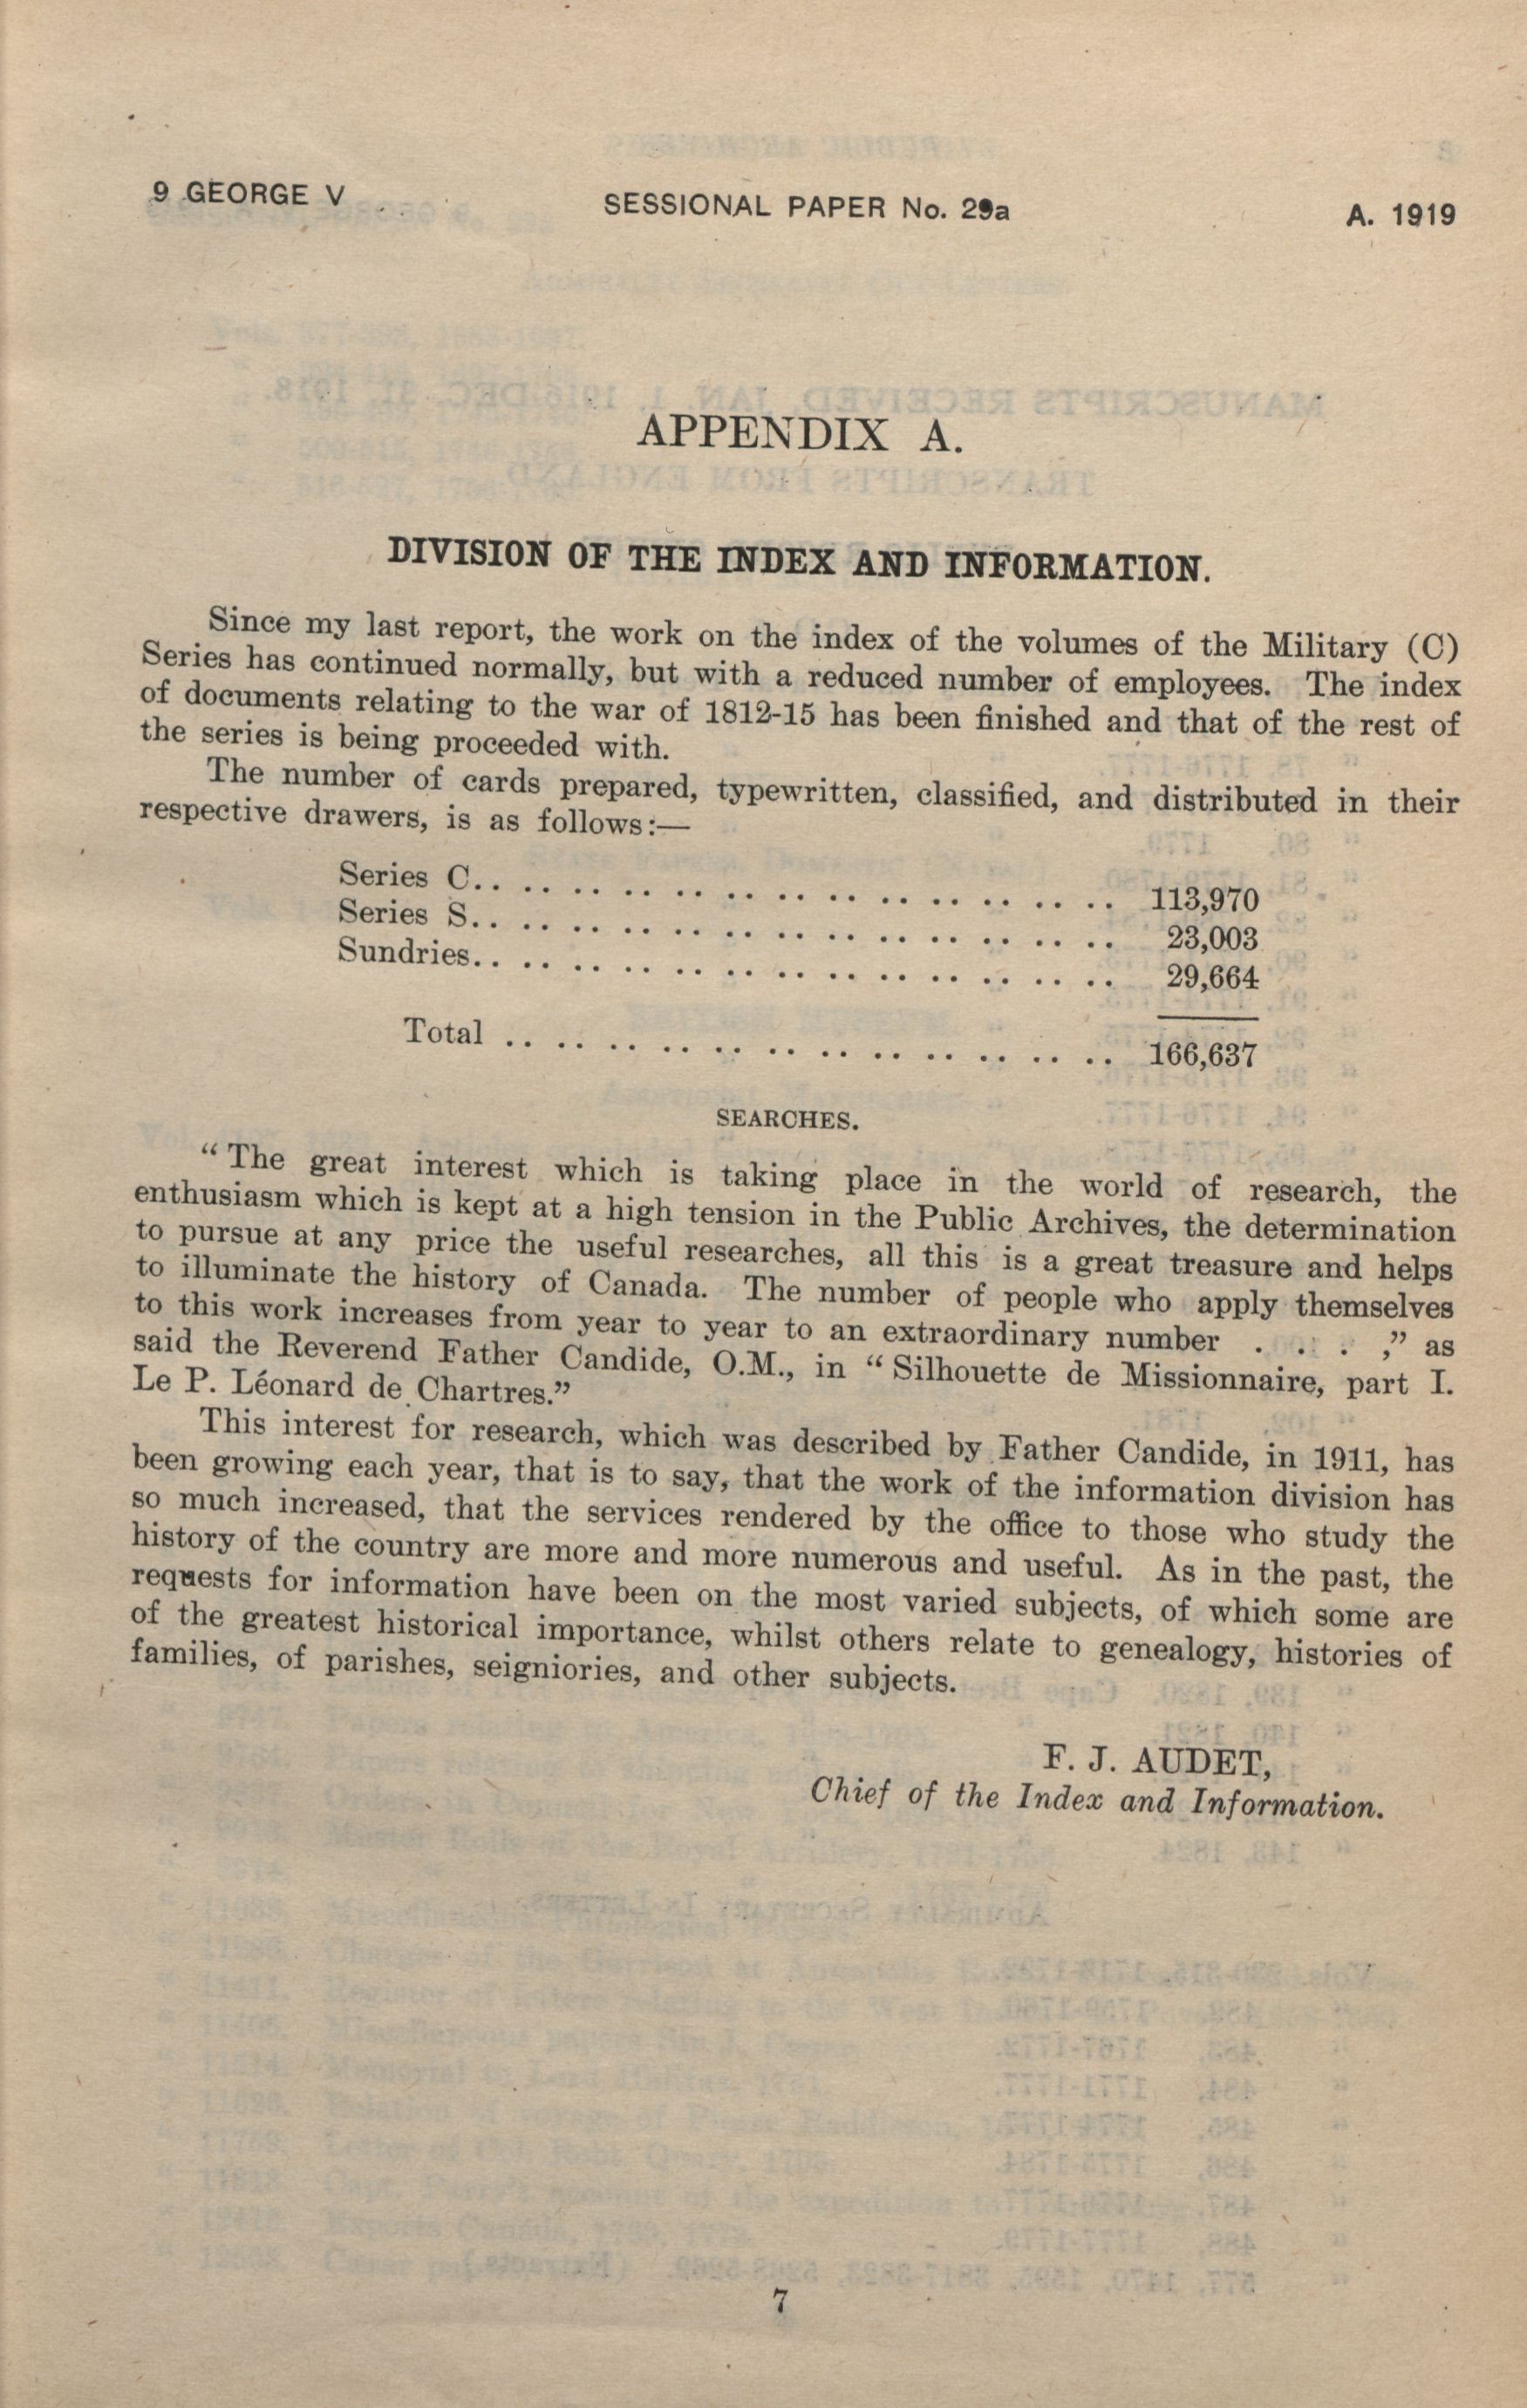 9 GEORGE V
SESSIONAL PAPER No. 29a
A. 1919
APPENDIX A.
DIVISION OF THE INDEX AND INFORMATION.
Since my last report, the work on the index of the volumes of the Military (C)
Series has continued normally, but with a reduced number of employees. The index
of documents relating to the war of 1812-15 has been finished and that of the rest of
the series is being proceeded with.
The number of cards prepared, typewritten, classified, and distributed in their
respective drawers, is as follows:—
Series C.. .. .. .. .. .. .. .. .. .. .. .. .. 113,970
Series S.. .. .. .. .. .. .. .. .. .. .. .. .. 23,003
Sundries.. .. .. .. .. .. .. .. .. .. .. .. .. 29,664
Total .. .. .. .. .. .. .. .. .. .. .. .. 166,637
SEARCHES.
“The great interest which is taking place in the world of research, the
enthusiasm which is kept at a high tension in the Public Archives, the determination
to pursue at any price the useful researches, all this is a great treasure and helps
to illuminate the history of Canada. The number of people who apply themselves
to this work increases from year to year to an extraordinary number . . . ;” as
said the Reverend Father Candide, O.M., in “Silhouette de Missionnaire, part I.
Le P. Léonard de Chartres.”
This interest for research, which was described by Father Candide, in 1911, has
been growing each year, that is to say, that the work of the information division has
so much increased, that the services rendered by the office to those who study the
history of the country are more and more numerous and useful. As in the past, the
requests for information have been on the most varied subjects, of which some are
of the greatest historical importance, whilst others relate to genealogy, histories of
families, of parishes, seigniories, and other subjects.
F. J. AUDET,
Chief of the Index and Information.
7